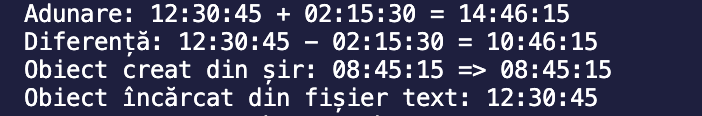 Adunare: 12:30:45 + 02:15:30 = 14:46:15
Diferență: 12:30:45 – 02:15:30 = 10:46:15
Obiect creat din șir: 08:45:15 => 08:45:15
Obiect încărcat din fișier text: 12:30:45